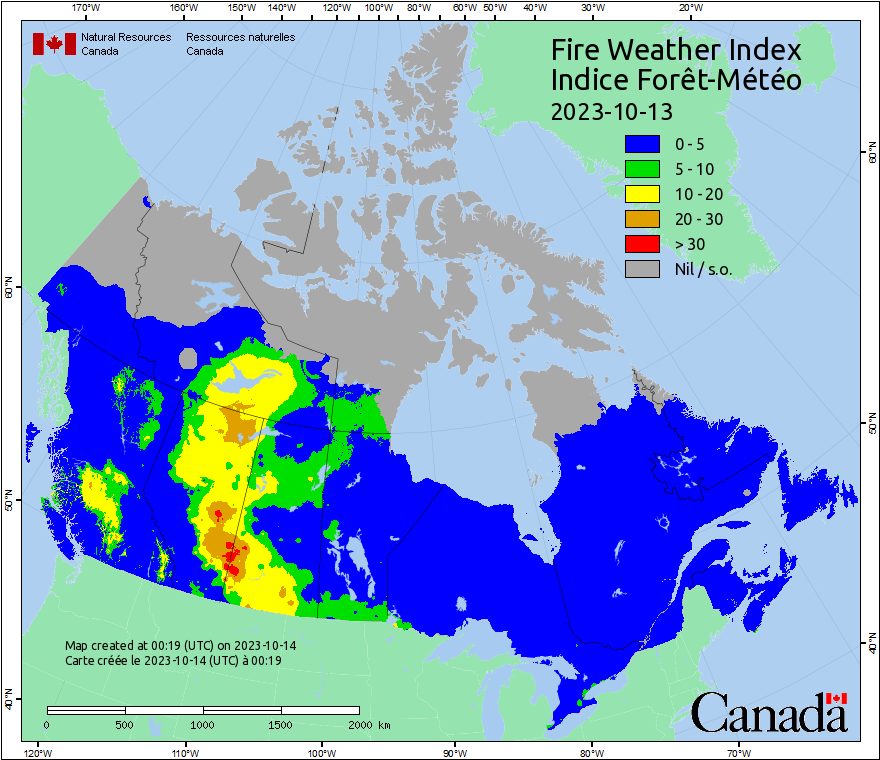 170°W 160°W 150°W 140°W 130°W 120°W 110°W 100°W 90°W 80°W 60°W 50°W 40°W 30°W 20°W
Natural Resources Ressources naturelles
Canada Canada
Fire Weather Index
Indice Forêt-Météo
2023-10-13
0 - 5
5 - 10
10 - 20
20 - 30
> 30
Nil / s.o.
60°N
60°N
50°N
50°N
40°N
40°N
Map created at 00:19 (UTC) on 2023-10-14
Carte créée le 2023-10-14 (UTC) à 00:19
0 500 1000 1500 2000 km
Canada
120°W 110°W 100°W 90°W 80°W 70°W